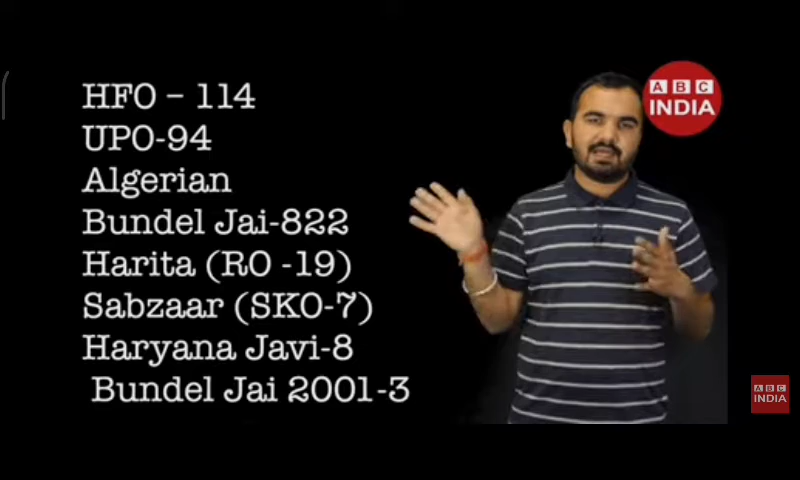 HFO – 114
UPO-94
Algerian
Bundel Jai-822
Harita (RO -19)
Sabzaar (SKO-7)
Haryana Javi-8
Bundel Jai 2001-3
ABC
INDIA
ABC
INDIA